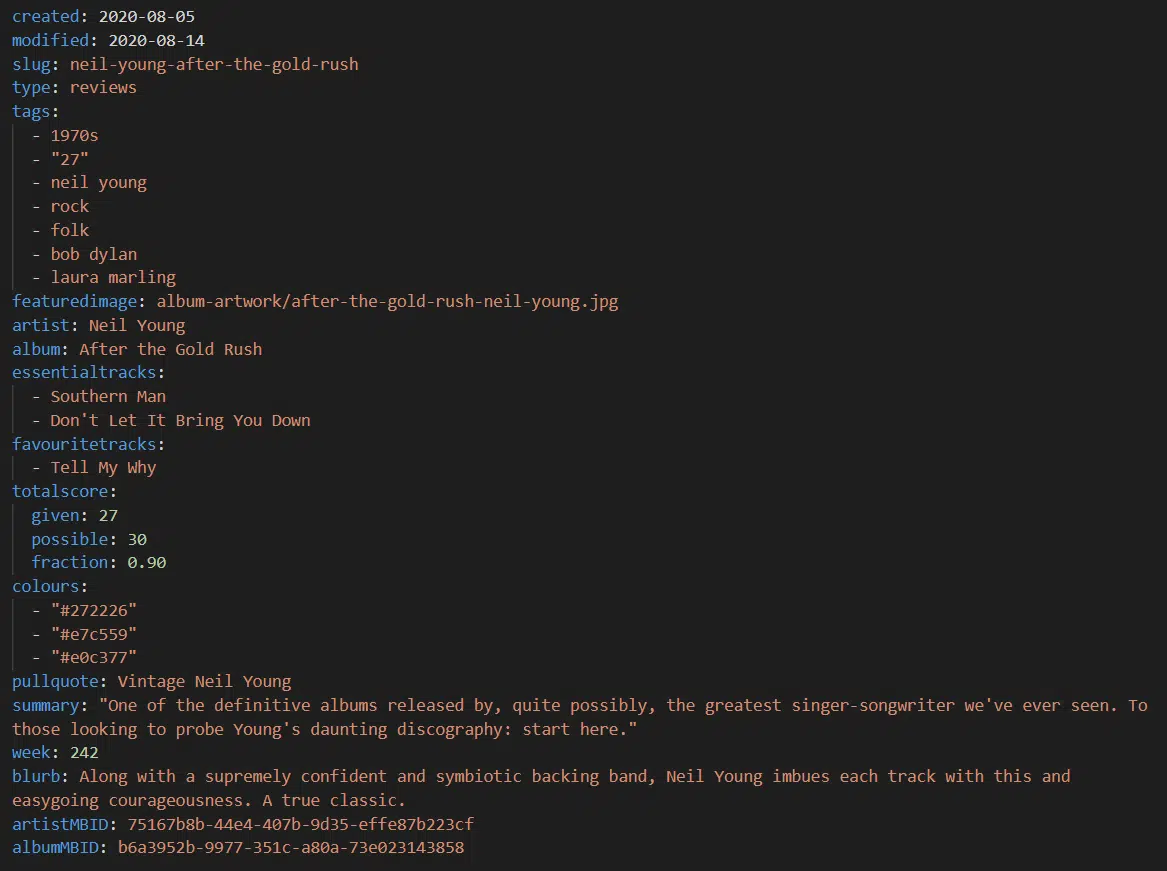 created: 2020-08-05
modified: 2020-08-14
slug: neil-young-after-the-gold-rush
type: reviews
tags:
  - 1970s
  - "27"
  - neil young
  - rock
  - folk
  - bob dylan
  - laura marling
featuredimage: album-artwork/after-the-gold-rush-neil-young.jpg
artist: Neil Young
album: After the Gold Rush
essentialtracks:
  - Southern Man
  - Don't Let It Bring You Down
favouritetracks:
  - Tell My Why
totalscore:
  given: 27
  possible: 30
  fraction: 0.90
colours:
  - "#272226"
  - "#e7c559"
  - "#e0c377"
pullquote: Vintage Neil Young
summary: "One of the definitive albums released by, quite possibly, the greatest singer-songwriter we've ever seen. To
those looking to probe Young's daunting discography: start here."
week: 242
blurb: Along with a supremely confident and symbiotic backing band, Neil Young imbues each track with this and
easygoing courageousness. A true classic.
artistMBID: 75167b8b-44e4-407b-9d35-effe87b223cf
albumMBID: b6a3952b-9977-351c-a80a-73e023143858